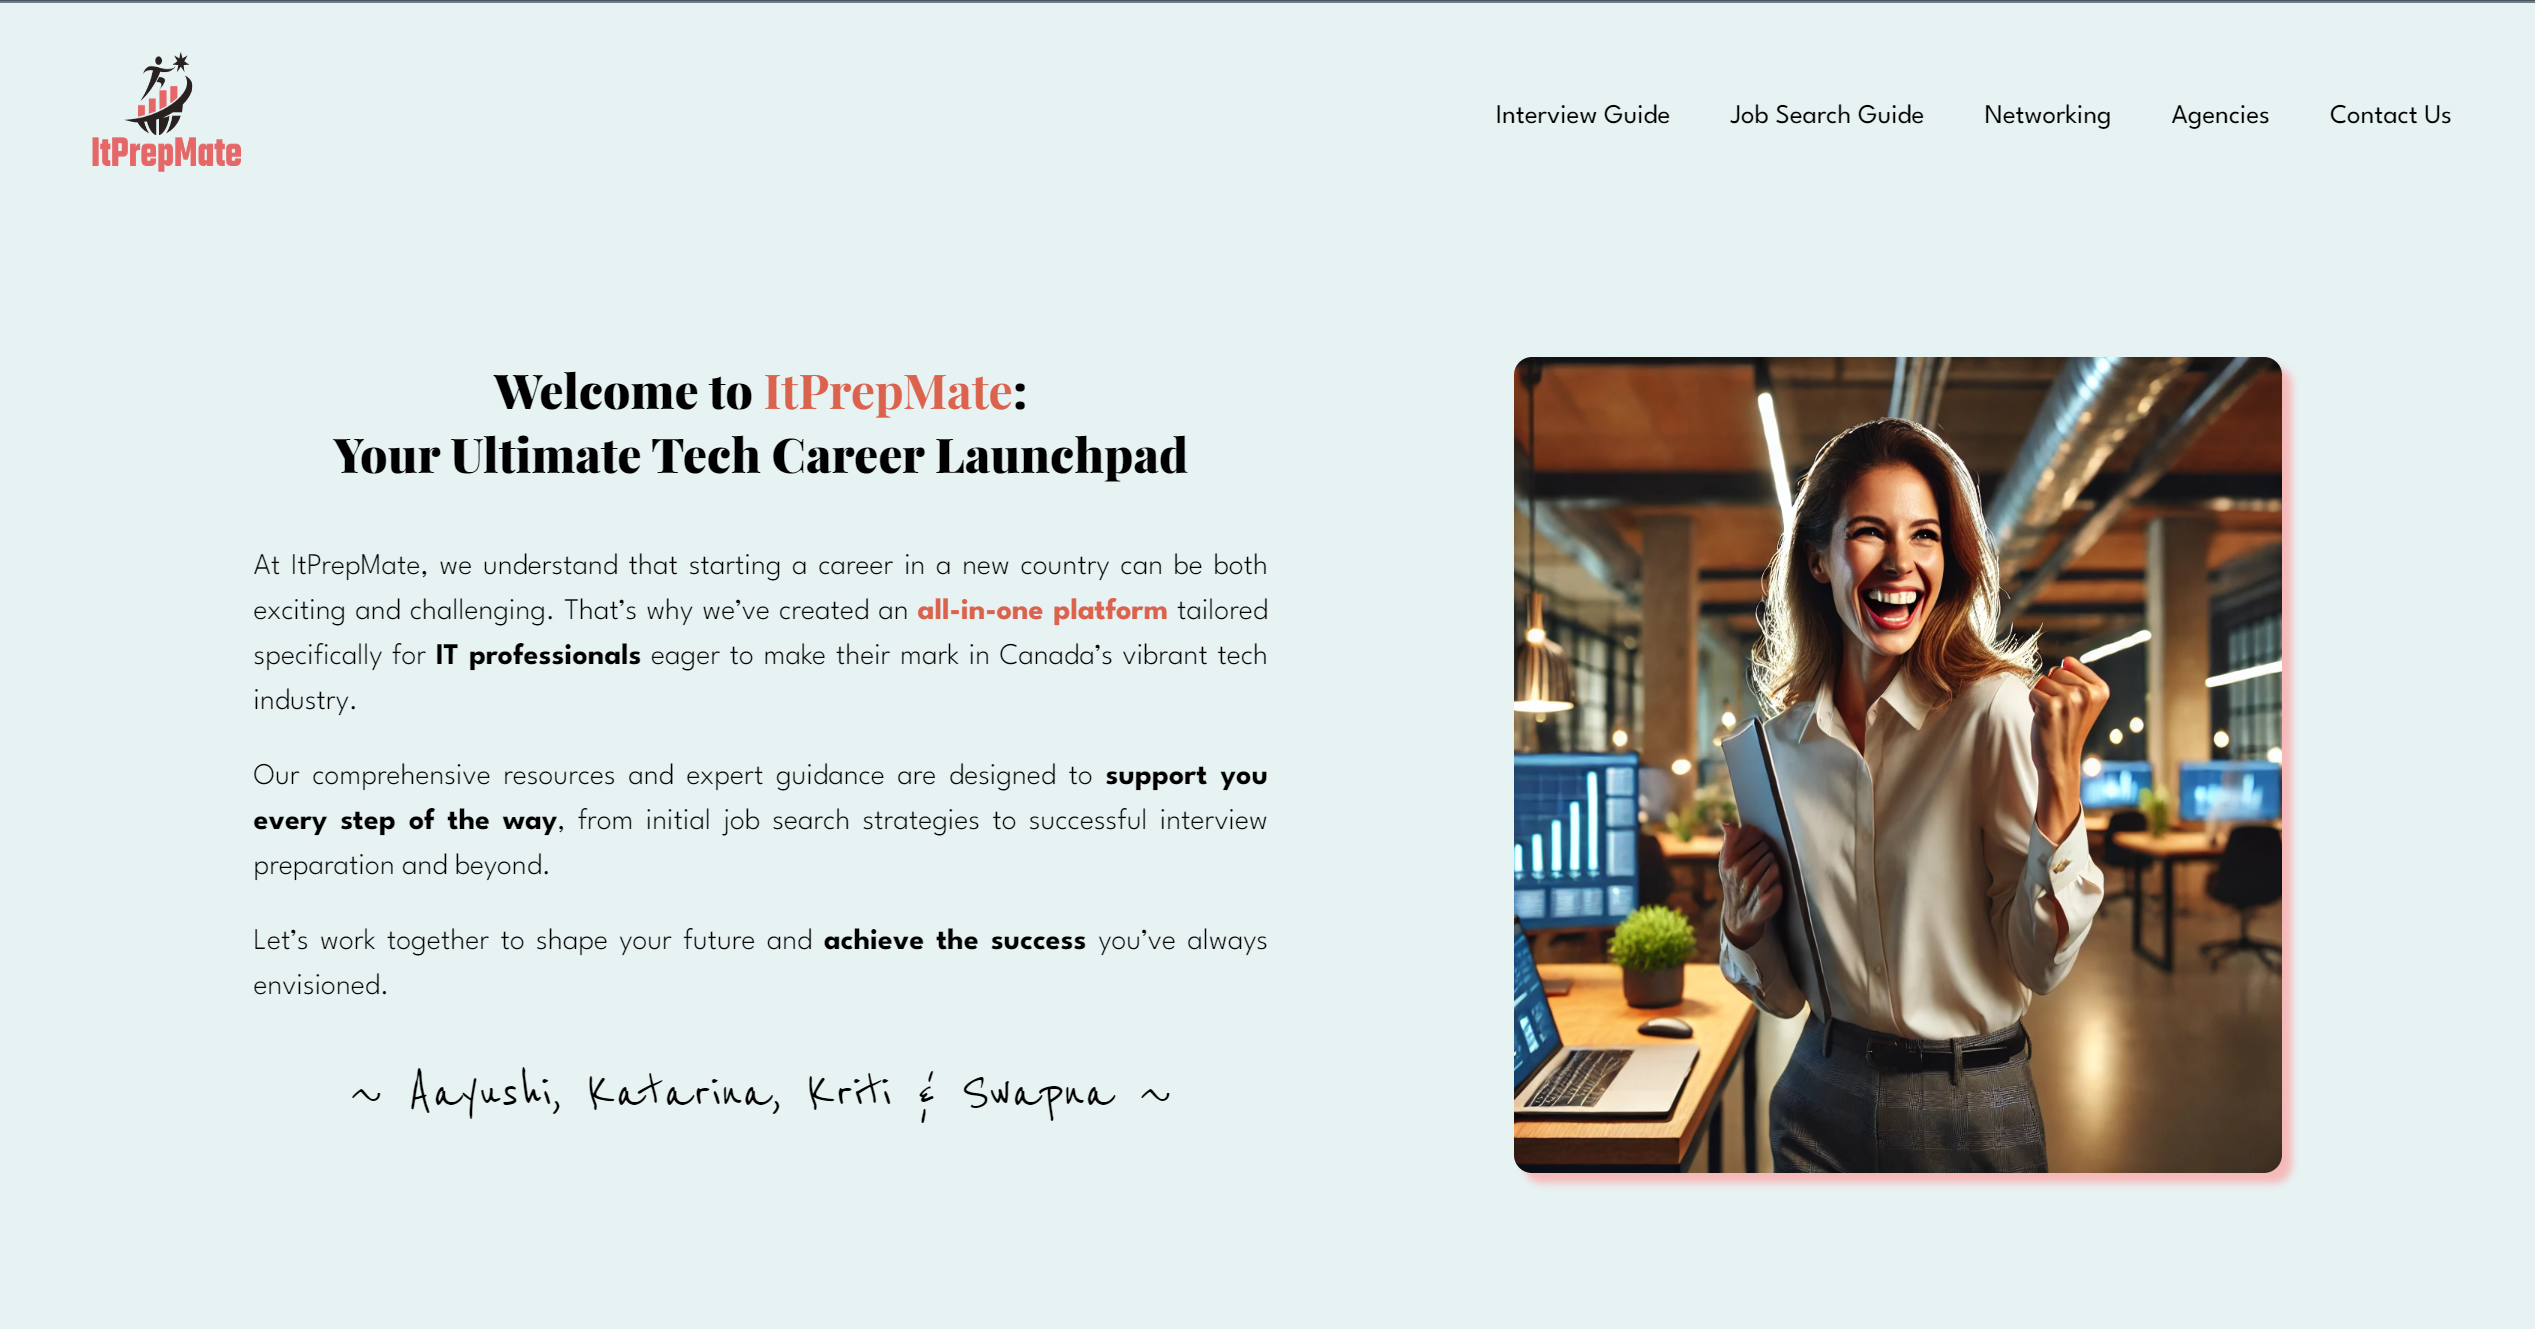 ItPrepMate
Interview Guide Job Search Guide Networking Agencies Contact Us
Welcome to ItPrepMate:
Your Ultimate Tech Career Launchpad
At ItPrepMate, we understand that starting a career in a new country can be both
exciting and challenging. That’s why we’ve created an all-in-one platform tailored
specifically for IT professionals eager to make their mark in Canada’s vibrant tech
industry.
Our comprehensive resources and expert guidance are designed to support you
every step of the way, from initial job search strategies to successful interview
preparation and beyond.
Let’s work together to shape your future and achieve the success you’ve always
envisioned.
~ Aayushi, Katarina, Kriti & Swapna ~